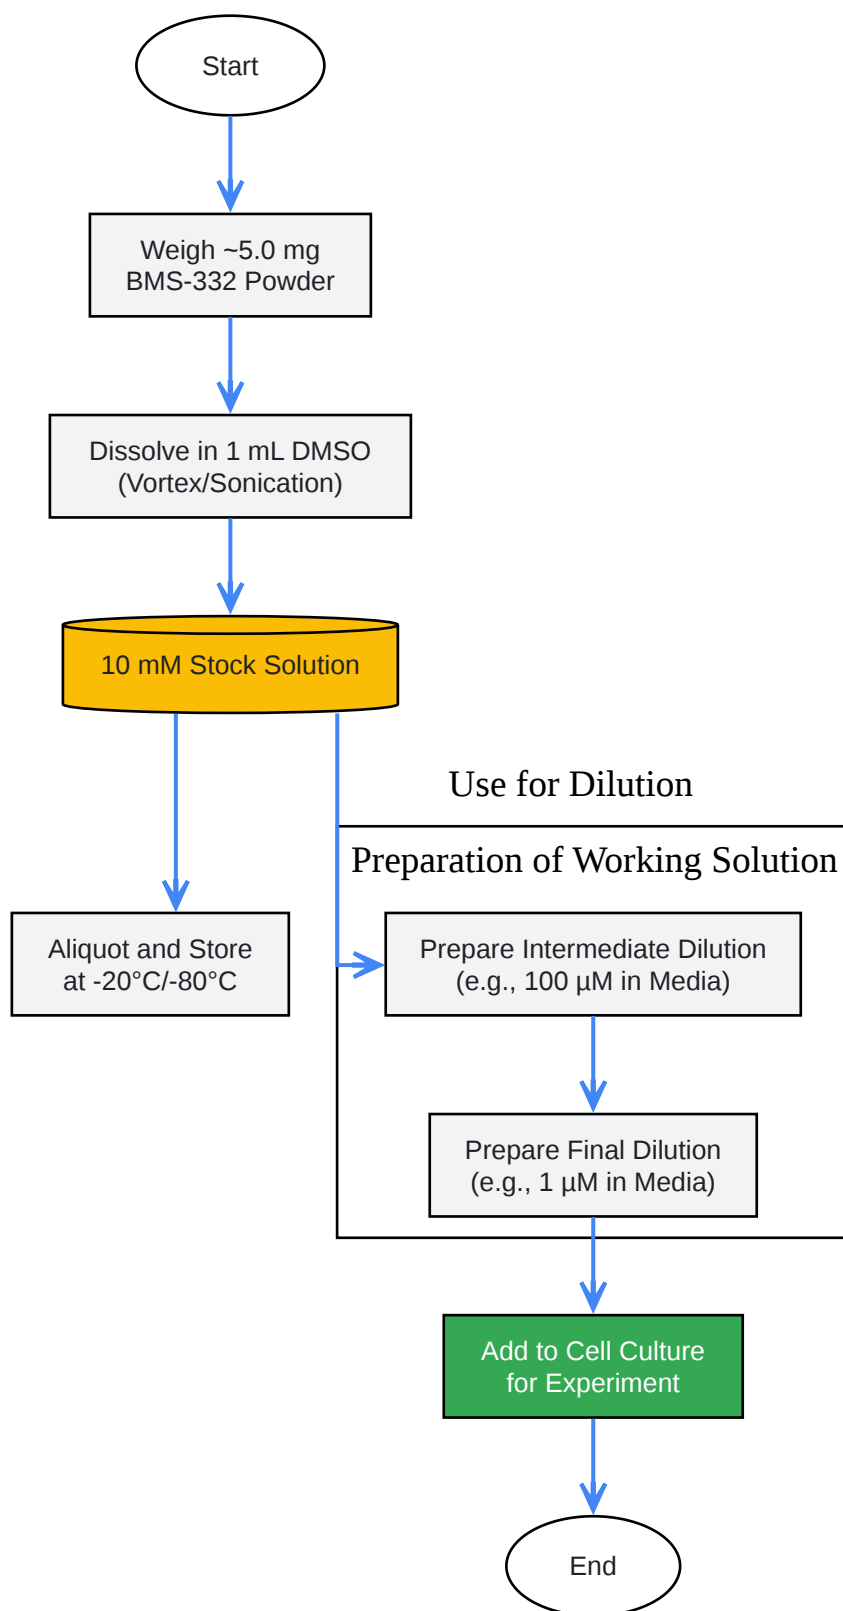 Start
Weigh ~5.0 mg
BMS-332 Powder
Dissolve in 1 mL DMSO
(Vortex/Sonication)
10 mM Stock Solution
Use for Dilution
Preparation of Working Solution
Aliquot and Store
at -20°C/-80°C
Prepare Intermediate Dilution
(e.g., 100 µM in Media)
Prepare Final Dilution
(e.g., 1 µM in Media)
Add to Cell Culture
for Experiment
End